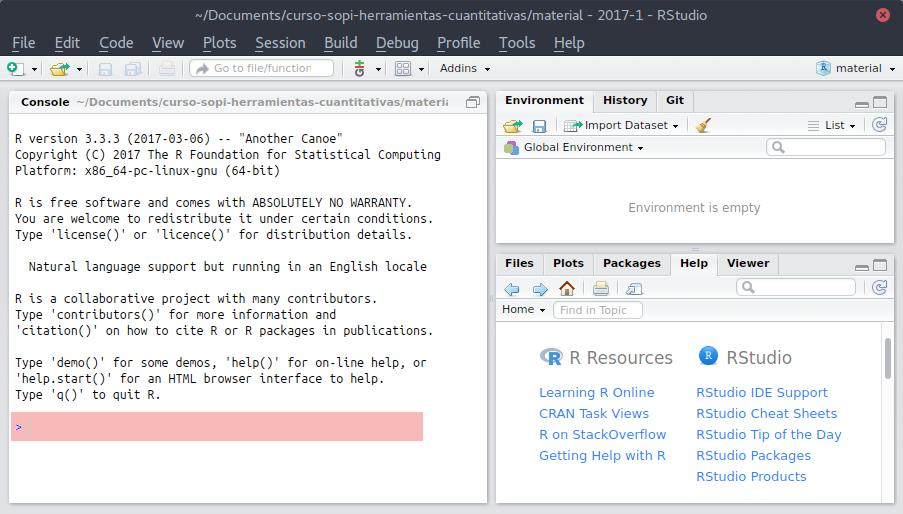 ~/Documents/curso-sopi-herramientas-cuantitativas/material - 2017-1 - RStudio
File Edit Code View Plots Session Build Debug Profile Tools Help
Go to file/function Addins material
Console ~/Documents/curso-sopi-herramientas-cuantitativas/materia
R version 3.3.3 (2017-03-06) -- "Another Canoe"
Copyright (C) 2017 The R Foundation for Statistical Computing
Platform: x86_64-pc-linux-gnu (64-bit)
R is free software and comes with ABSOLUTELY NO WARRANTY.
You are welcome to redistribute it under certain conditions.
Type 'license()' or 'licence()' for distribution details.
Natural language support but running in an English locale
R is a collaborative project with many contributors.
Type 'contributors()' for more information and
'citation()' on how to cite R or R packages in publications.
Type 'demo()' for some demos, 'help()' for on-line help, or
'help.start()' for an HTML browser interface to help.
Type 'q()' to quit R.
>
Environment History Git
Import Dataset List
Global Environment
Environment is empty
Files Plots Packages Help Viewer
Home Find in Topic
R Resources
Learning R Online
CRAN Task Views
R on StackOverflow
Getting Help with R
RStudio
RStudio IDE Support
RStudio Cheat Sheets
RStudio Tip of the Day
RStudio Packages
RStudio Products